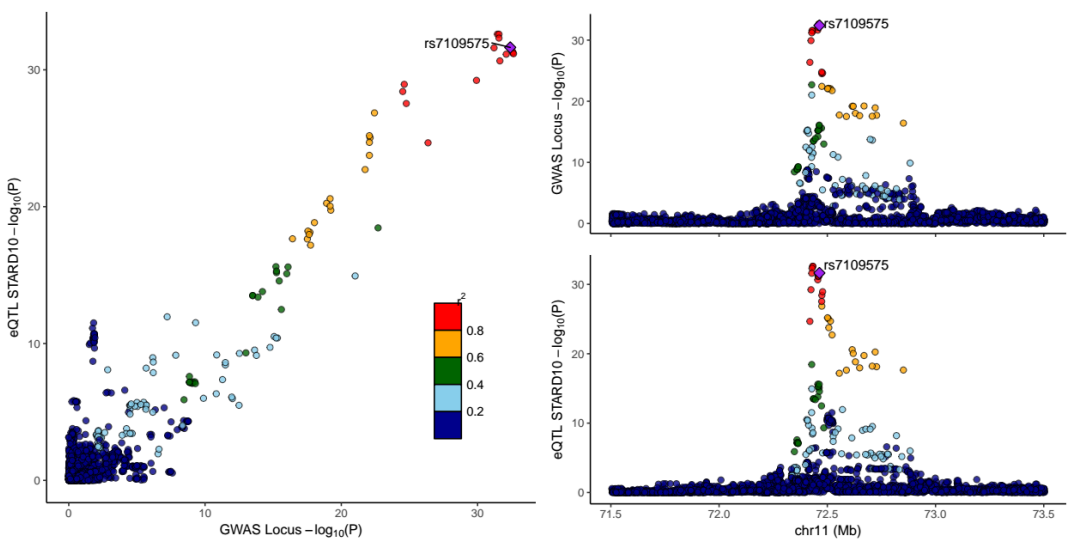 eQTL STARD10 −log₁₀(P)
30
20
10
0
rs7109575
r²
0.8
0.6
0.4
0.2
0
10
20
30
GWAS Locus −log₁₀(P)
GWAS Locus −log₁₀(P)
30
20
10
0
rs7109575
eQTL STARD10 −log₁₀(P)
30
20
10
0
rs7109575
71.5
72.0
72.5
73.0
73.5
chr11 (Mb)